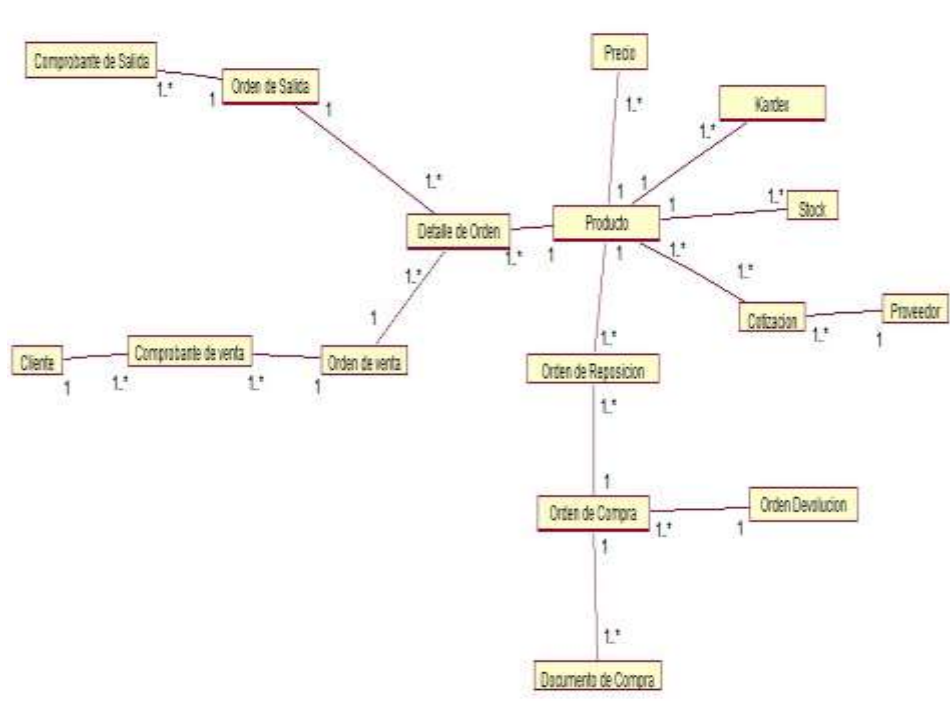 Comprobante de Salida
1..*
1
Orden de Salida
1
1..*
Precio
1..*
1
Kardex
1..*
1
Stock
1..*
1
Detalle de Orden
1..*
1
Producto
1
1..*
1..*
Cotizacion
1..*
1
Proveedor
1..*
1
Cliente
1
1..*
Comprobante de venta
1..*
1
Orden de venta
1..*
Orden de Reposicion
1..*
1
Orden de Compra
1..*
1
Orden Devolucion
1
1..*
Documento de Compra